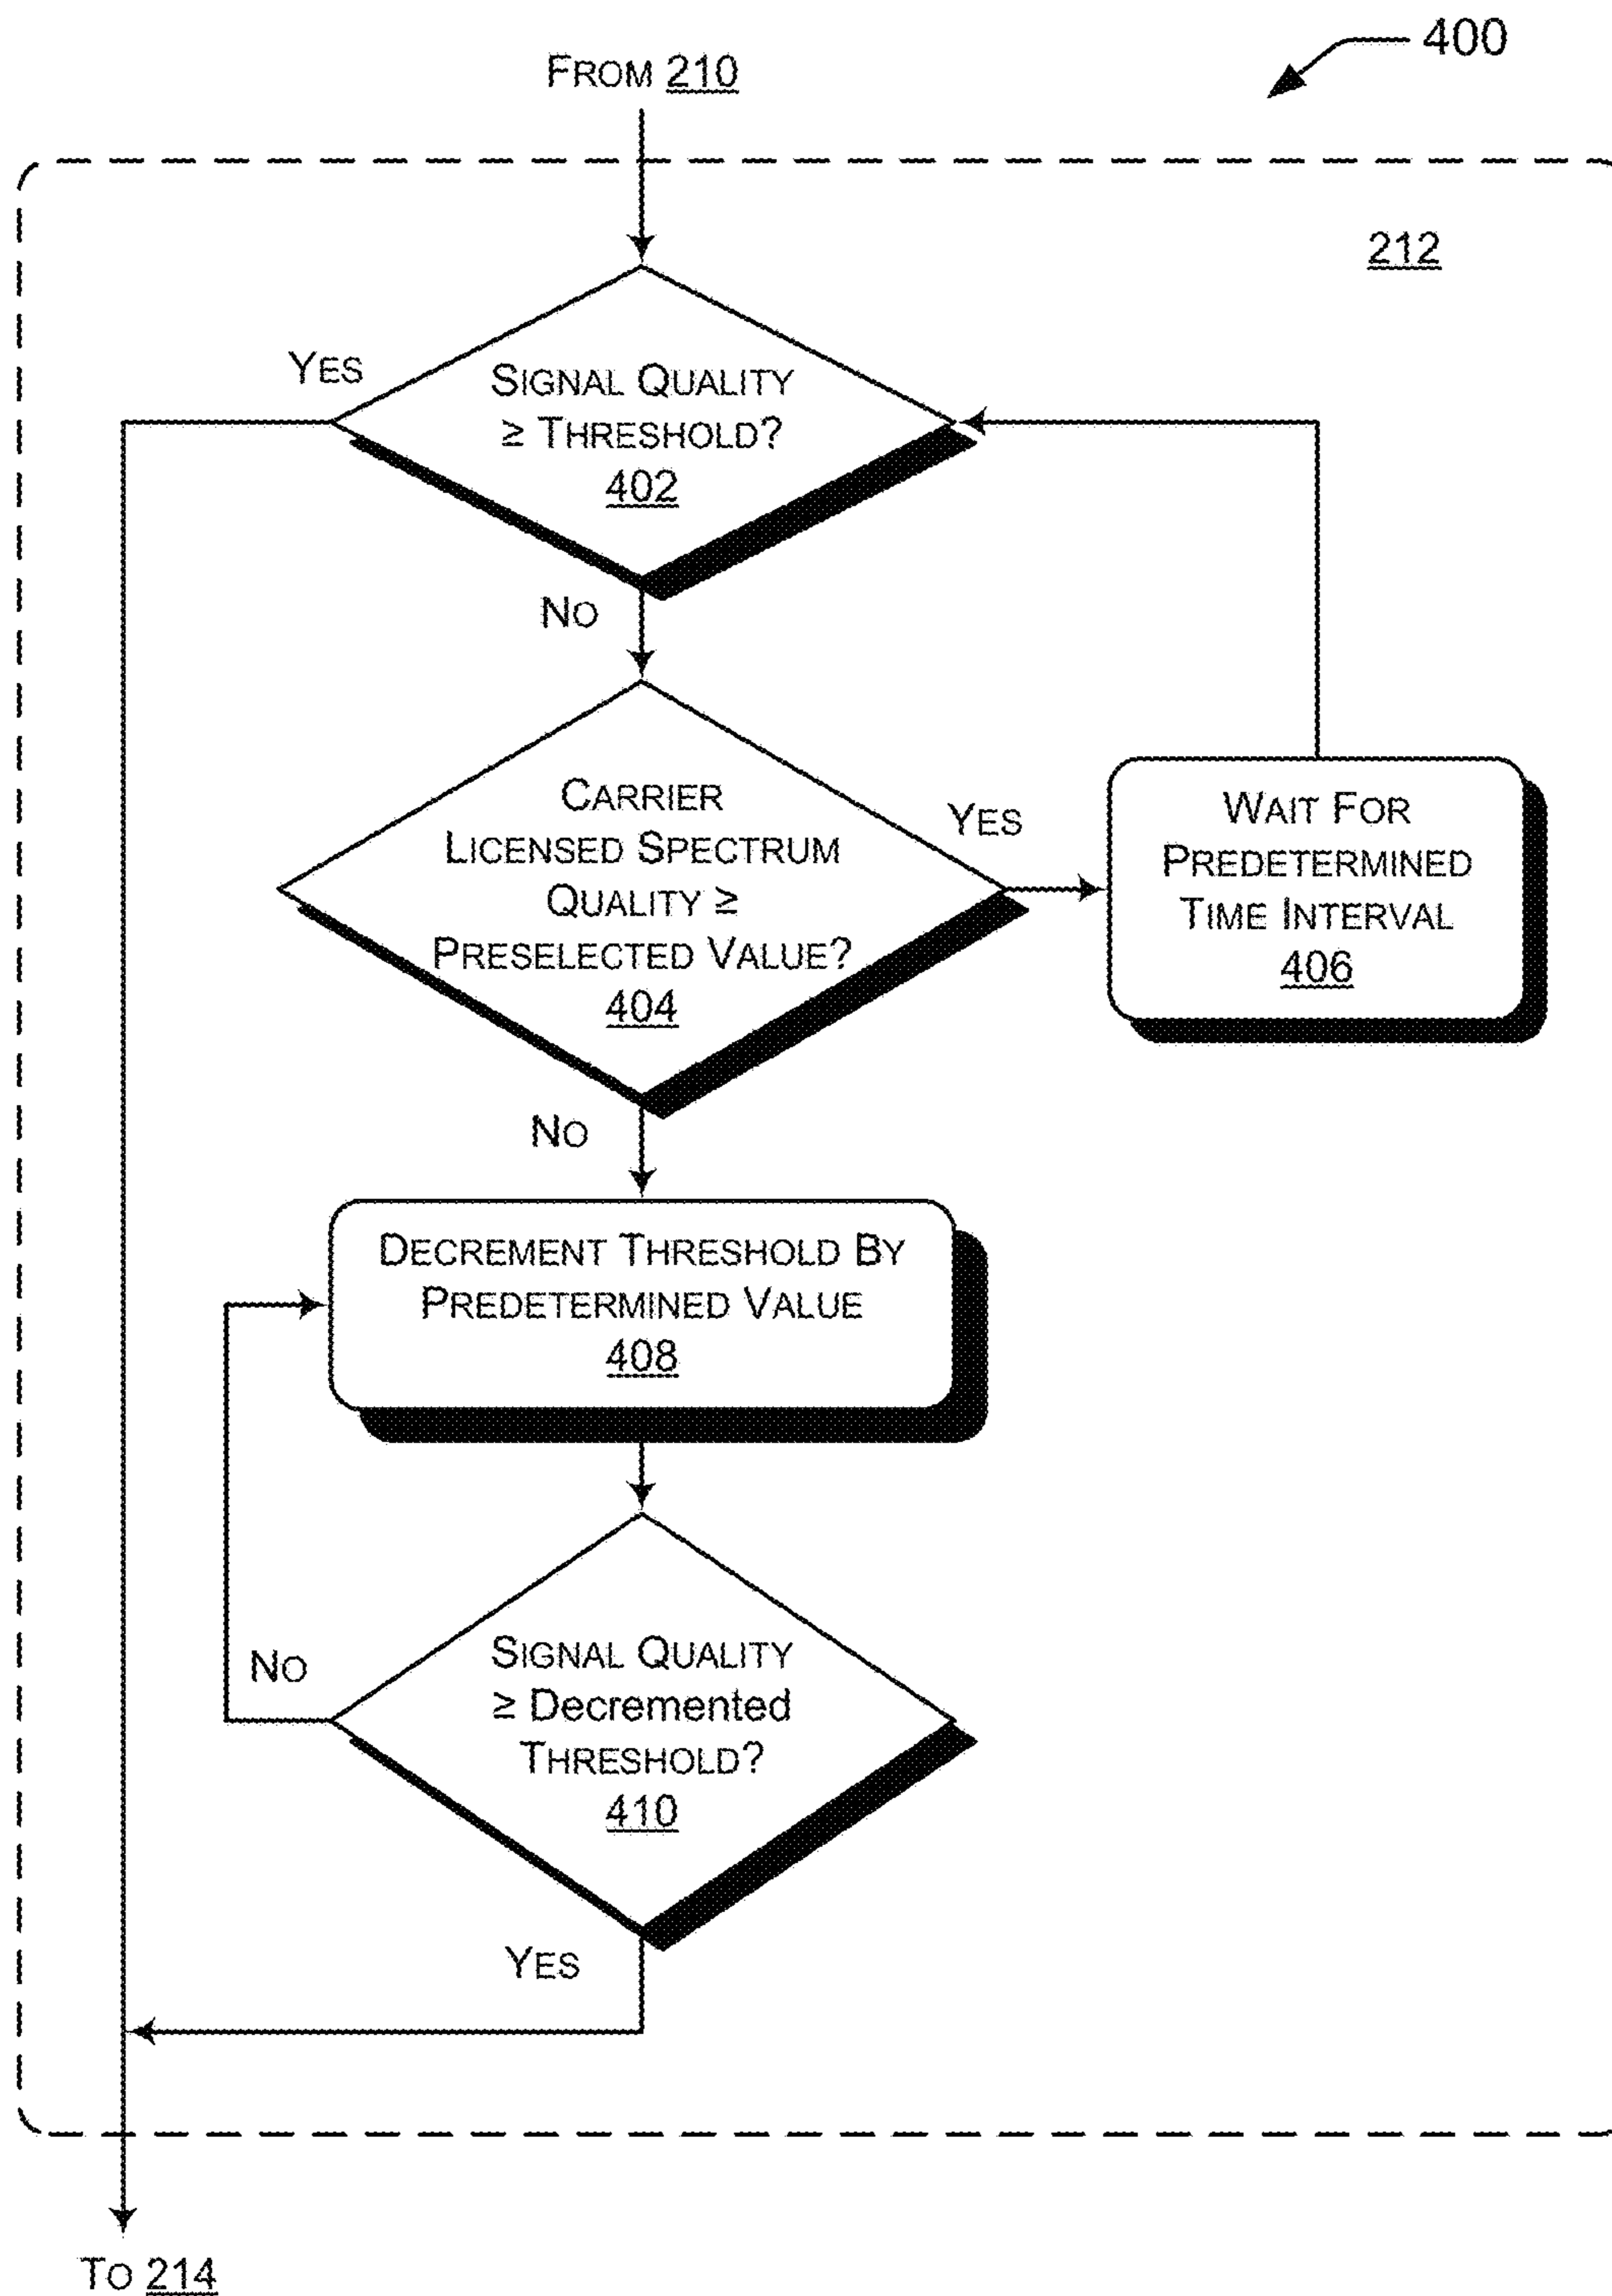 400
FROM 210
212
YES
SIGNAL QUALITY
≥ THRESHOLD?
402
NO
CARRIER
LICENSED SPECTRUM
QUALITY ≥
PRESELECTED VALUE?
404
YES
WAIT FOR
PREDETERMINED
TIME INTERVAL
406
NO
DECREMENT THRESHOLD BY
PREDETERMINED VALUE
408
NO
SIGNAL QUALITY
≥ Decremented
THRESHOLD?
410
YES
TO 214